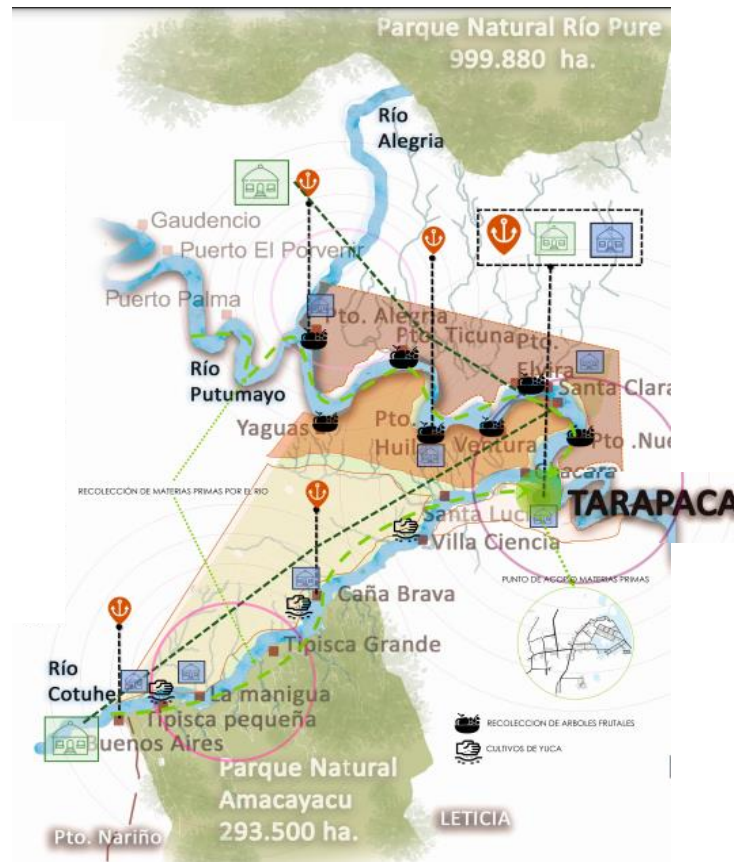 Parque Natural Río Pure
999.880 ha.
Río
Alegria
Gaudencio
Puerto El Porvenir
Puerto Palma
Pto. Alegria
Pto. Ticuna
Pto.
Elvira
Río
Putumayo
Santa Clara
Yaguas
Pto.
Huila
Ventura
Pto .Nue
RECOLECCIÓN DE MATERIAS PRIMAS POR EL RIO
Santa Lucia
TARAPACA
Villa Ciencia
PUNTO DE ACOPIO MATERIAS PRIMAS
Caña Brava
Tipisca Grande
Río
Cotuhe
La manigua
Tipisca pequeña
Buenos Aires
RECOLECCION DE ARBOLES FRUTALES
CULTIVOS DE YUCA
Parque Natural
Amacayacu
293.500 ha.
LETICIA
Pto. Nariño